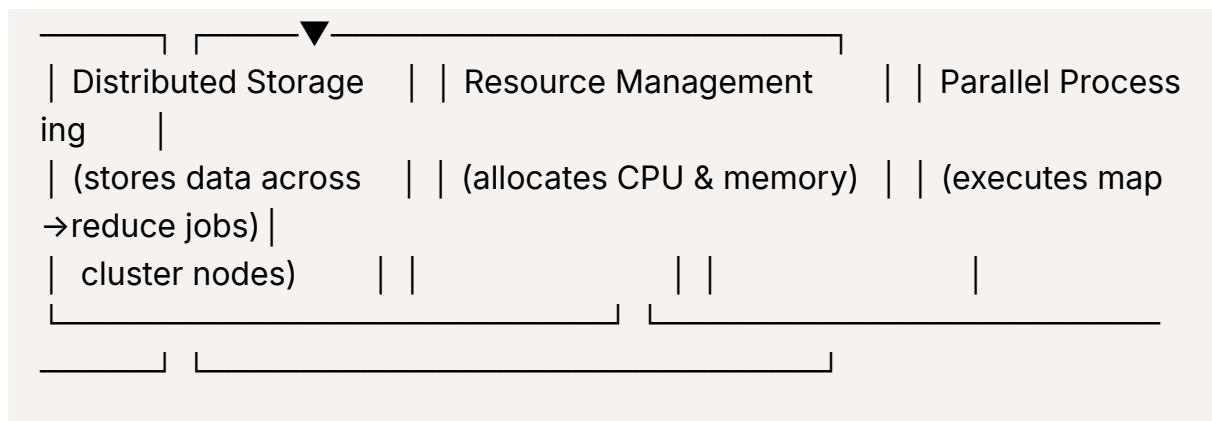 ─────┐ ┌────▼─────────────────────┐
│ Distributed Storage │ │ Resource Management │ │ Parallel Process
ing │
│ (stores data across │ │ (allocates CPU & memory) │ │ (executes map
→reduce jobs) │
│ cluster nodes) │ │ │ │ │
└───────────────────────┘ └─────────────────────
─────┘ └──────────────────────────┘